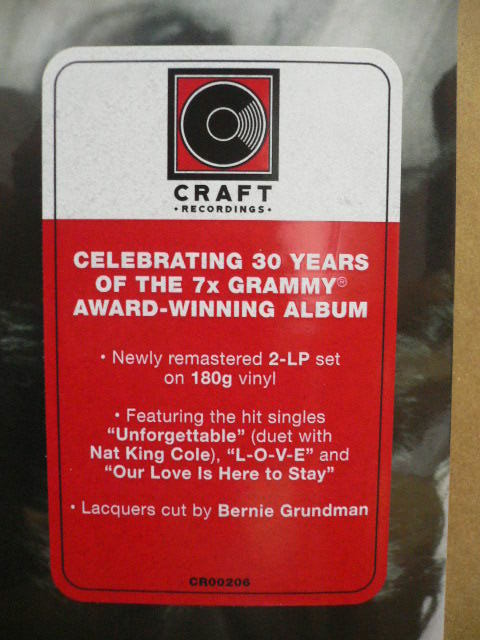 CRAFT
•RECORDINGS•
CELEBRATING 30 YEARS
OF THE 7x GRAMMY®
AWARD-WINNING ALBUM
• Newly remastered 2-LP set
on 180g vinyl
• Featuring the hit singles
“Unforgettable” (duet with
Nat King Cole), “L-O-V-E” and
“Our Love Is Here to Stay”
• Lacquers cut by Bernie Grundman
CR00206